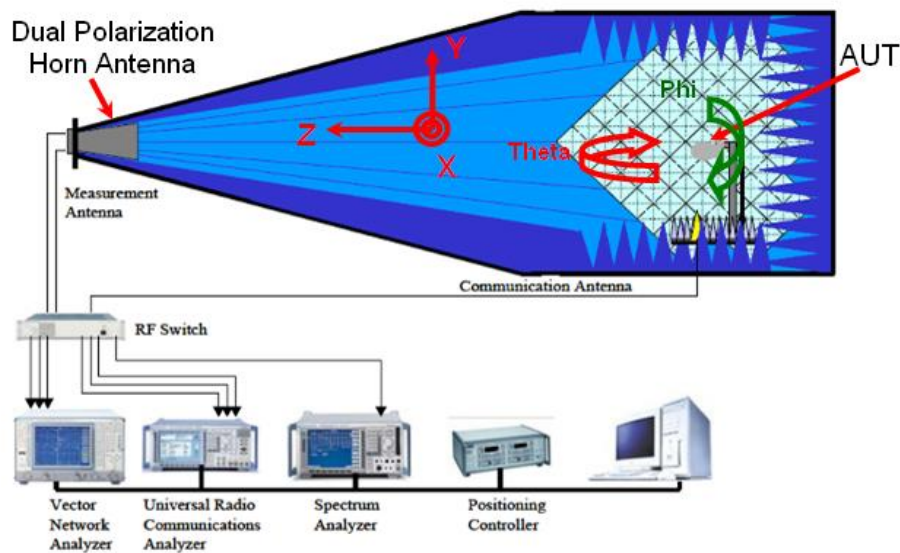 Dual Polarization
Horn Antenna
AUT
Y
Phi
Z
X
Theta
Measurement
Antenna
Communication Antenna
RF Switch
Vector
Network
Analyzer
Universal Radio
Communications
Analyzer
Spectrum
Analyzer
Positioning
Controller